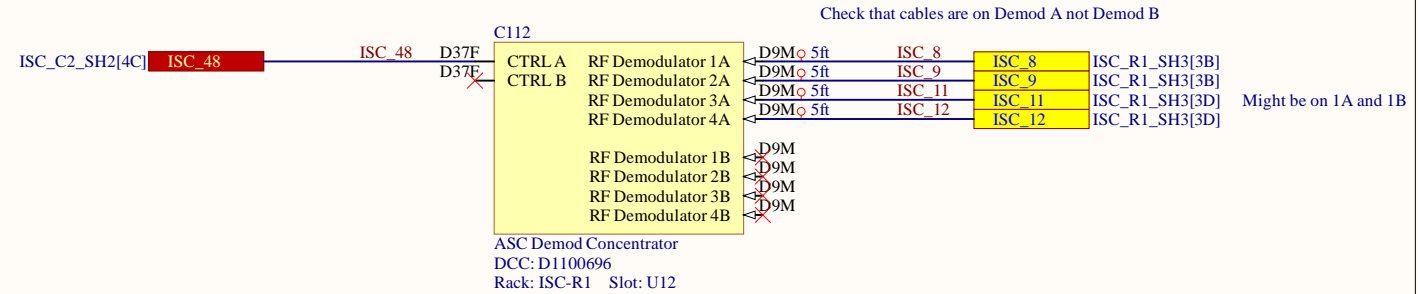 Check that cables are on Demod A not Demod B
C112
ISC_C2_SH2[4C] ISC_48 ISC_48 D37F CTRL A RF Demodulator 1A D9M 5ft ISC_8 ISC_8 ISC_R1_SH3[3B]
D37F CTRL B RF Demodulator 2A D9M 5ft ISC_9 ISC_9 ISC_R1_SH3[3B]
RF Demodulator 3A D9M 5ft ISC_11 ISC_11 ISC_R1_SH3[3D] Might be on 1A and 1B
RF Demodulator 4A D9M 5ft ISC_12 ISC_12 ISC_R1_SH3[3D]
RF Demodulator 1B D9M
RF Demodulator 2B D9M
RF Demodulator 3B D9M
RF Demodulator 4B D9M
ASC Demod Concentrator
DCC: D1100696
Rack: ISC-R1 Slot: U12